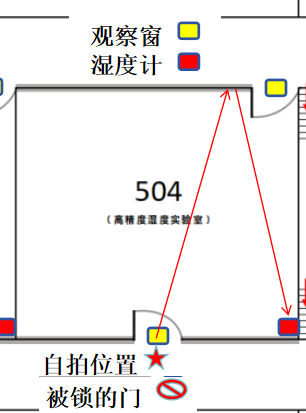 观察窗
湿度计
504
（高精度湿度实验室）
自拍位置
被锁的门